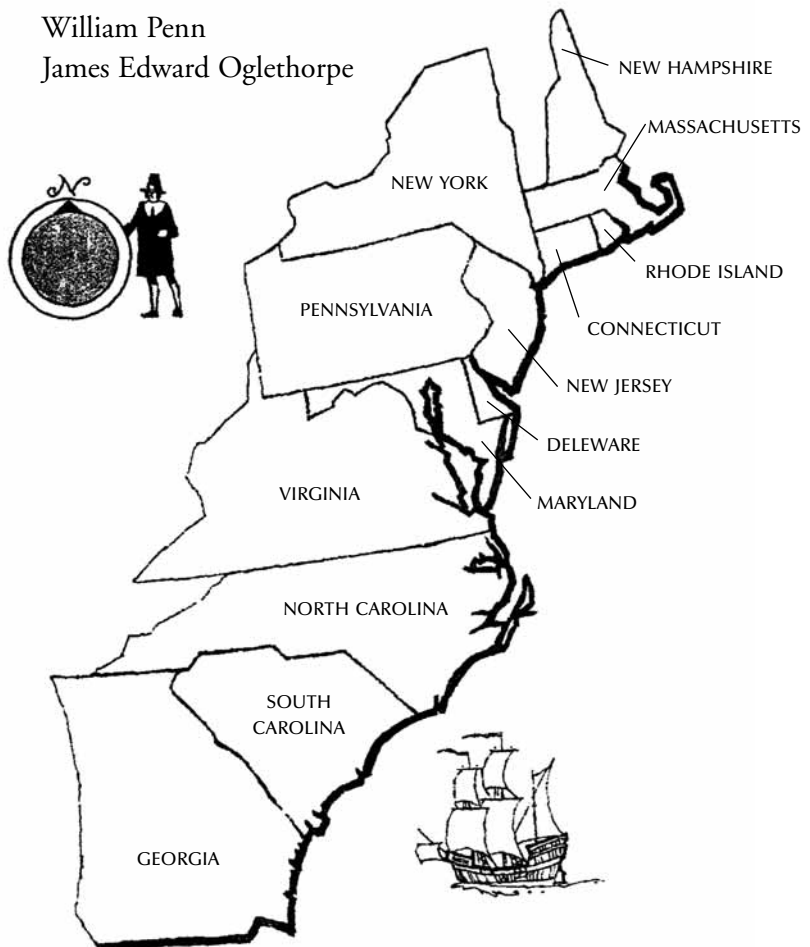 William Penn
James Edward Oglethorpe
NEW HAMPSHIRE
MASSACHUSETTS
N
NEW YORK
RHODE ISLAND
PENNSYLVANIA
CONNECTICUT
NEW JERSEY
DELEWARE
VIRGINIA
MARYLAND
NORTH CAROLINA
SOUTH
CAROLINA
GEORGIA